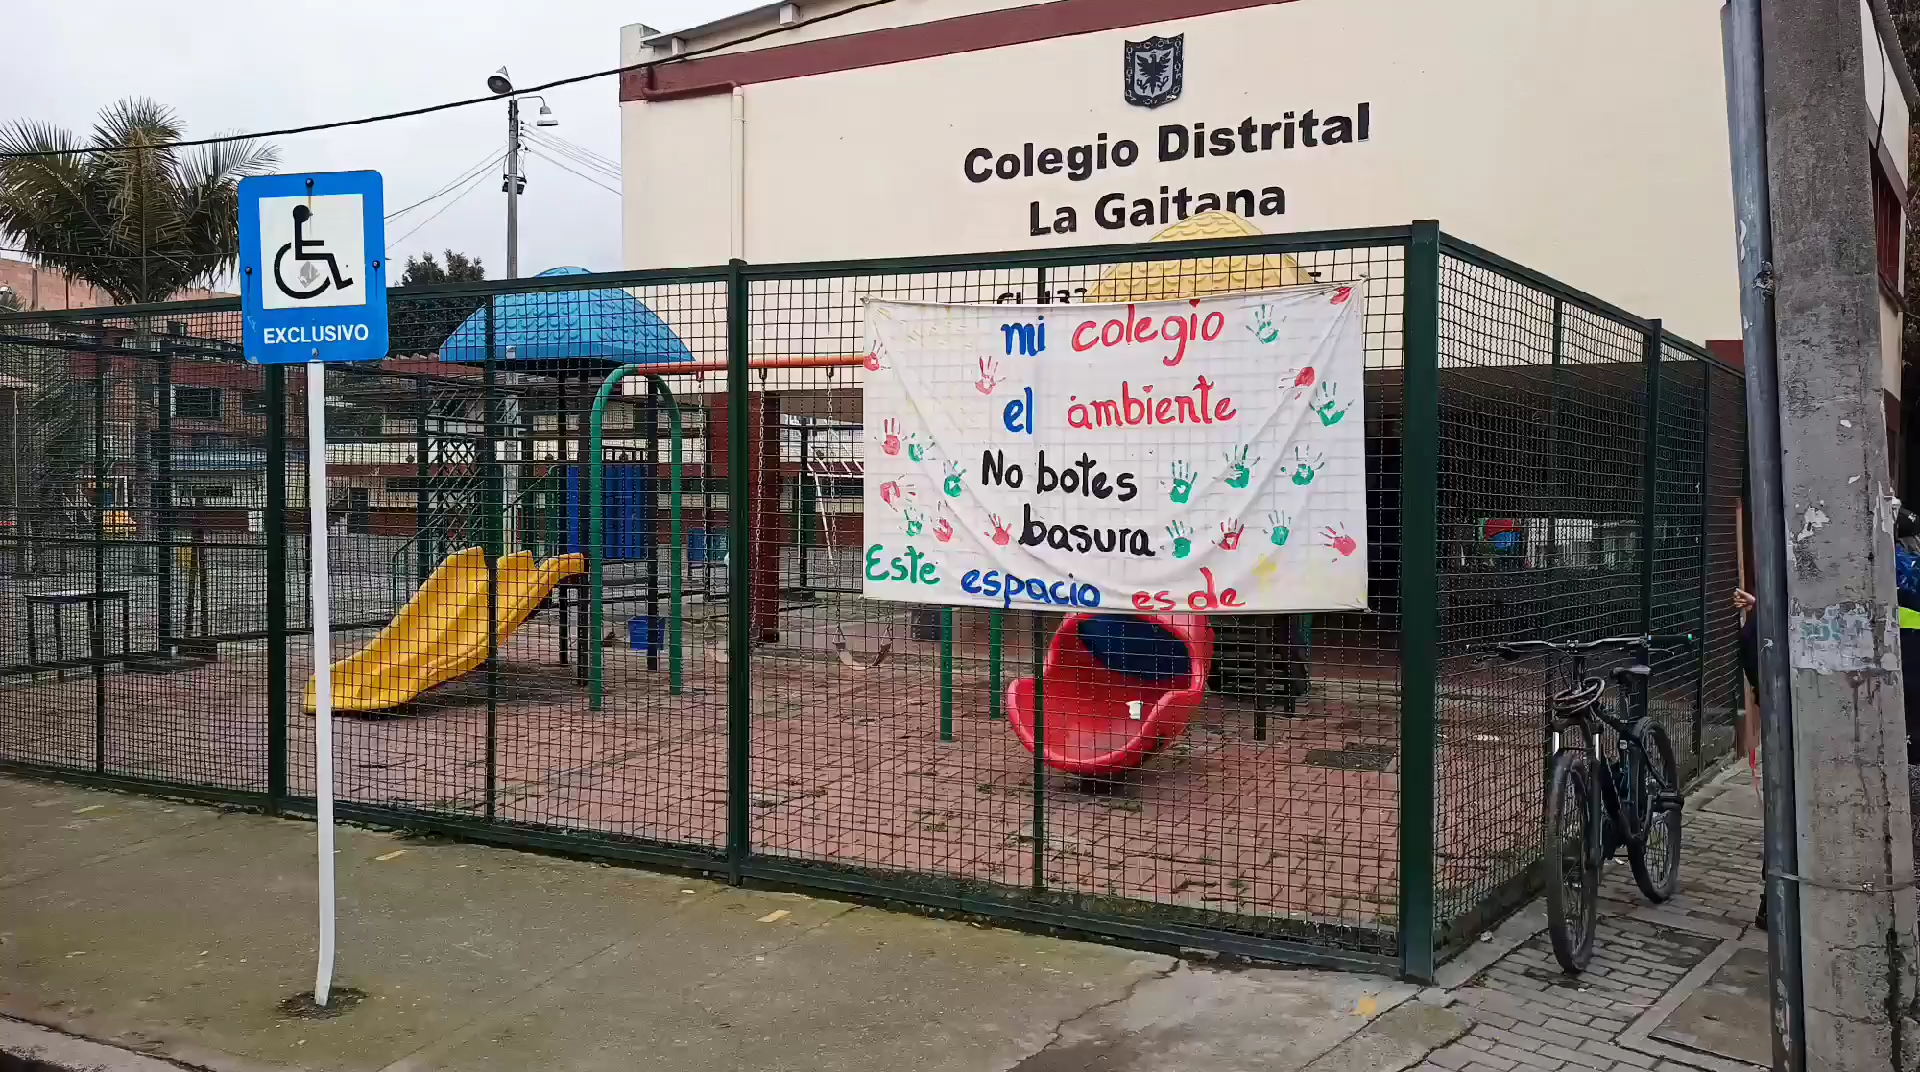 Colegio Distrital
La Gaitana
EXCLUSIVO
mi colegio
el ambiente
No botes
basura
Este espacio es de